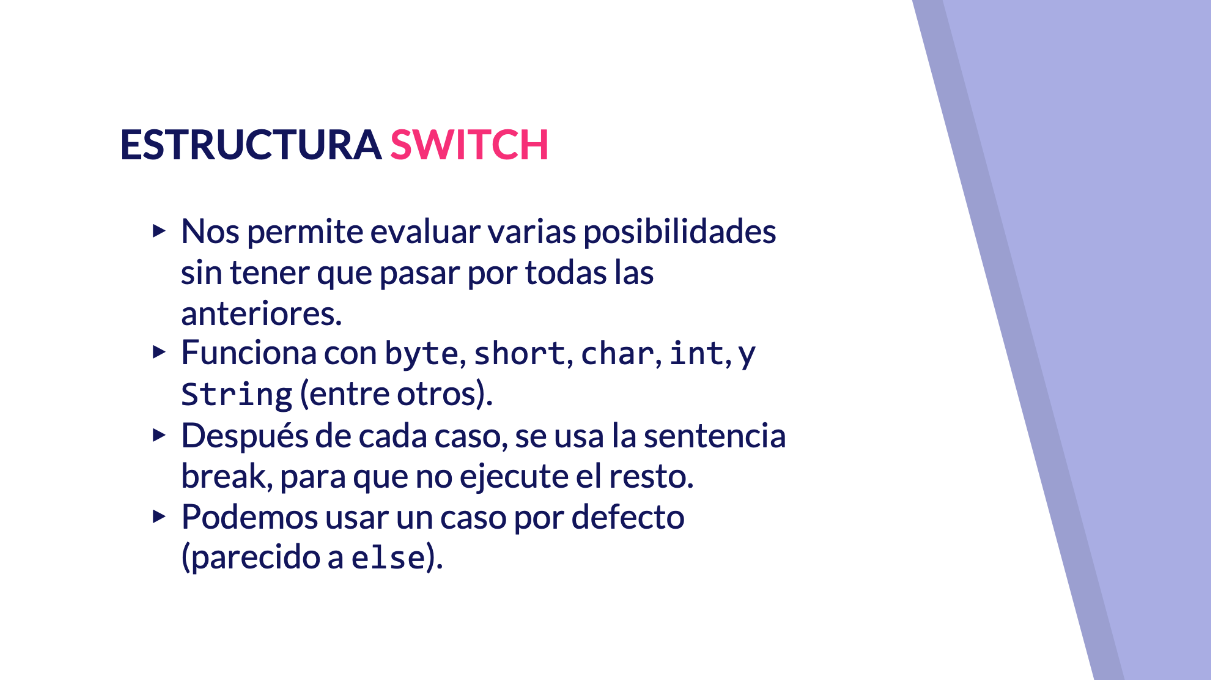 ESTRUCTURA SWITCH
▸ Nos permite evaluar varias posibilidades
sin tener que pasar por todas las
anteriores.
▸ Funciona con byte, short, char, int, y
String (entre otros).
▸ Después de cada caso, se usa la sentencia
break, para que no ejecute el resto.
▸ Podemos usar un caso por defecto
(parecido a else).